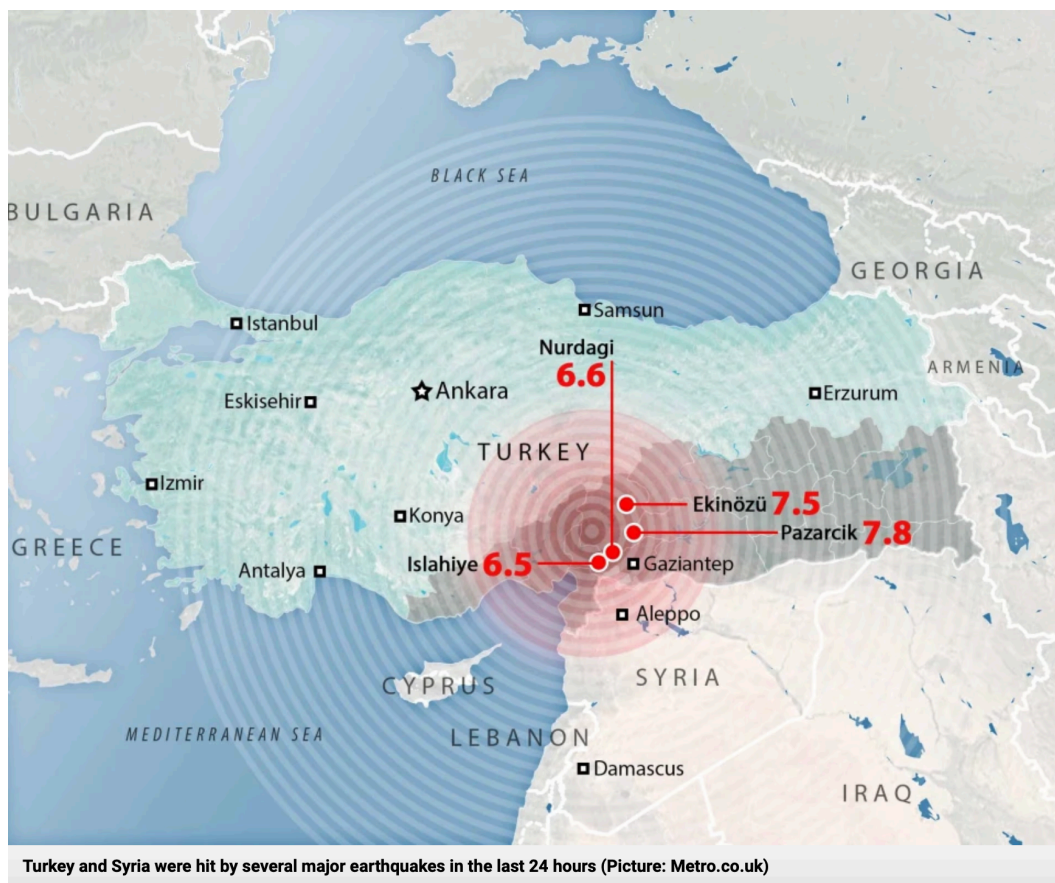 BLACK SEA
BULGARIA
GEORGIA
Istanbul
Samsun
Nurdagi
6.6
ARMENIA
Eskisehir
Ankara
Erzurum
TURKEY
Izmir
Ekinözü 7.5
Konya
Pazarcik 7.8
GREECE
Islahiye 6.5
Gaziantep
Antalya
Aleppo
SYRIA
CYPRUS
MEDITERRANEAN SEA
LEBANON
Damascus
IRAQ
Turkey and Syria were hit by several major earthquakes in the last 24 hours (Picture: Metro.co.uk)